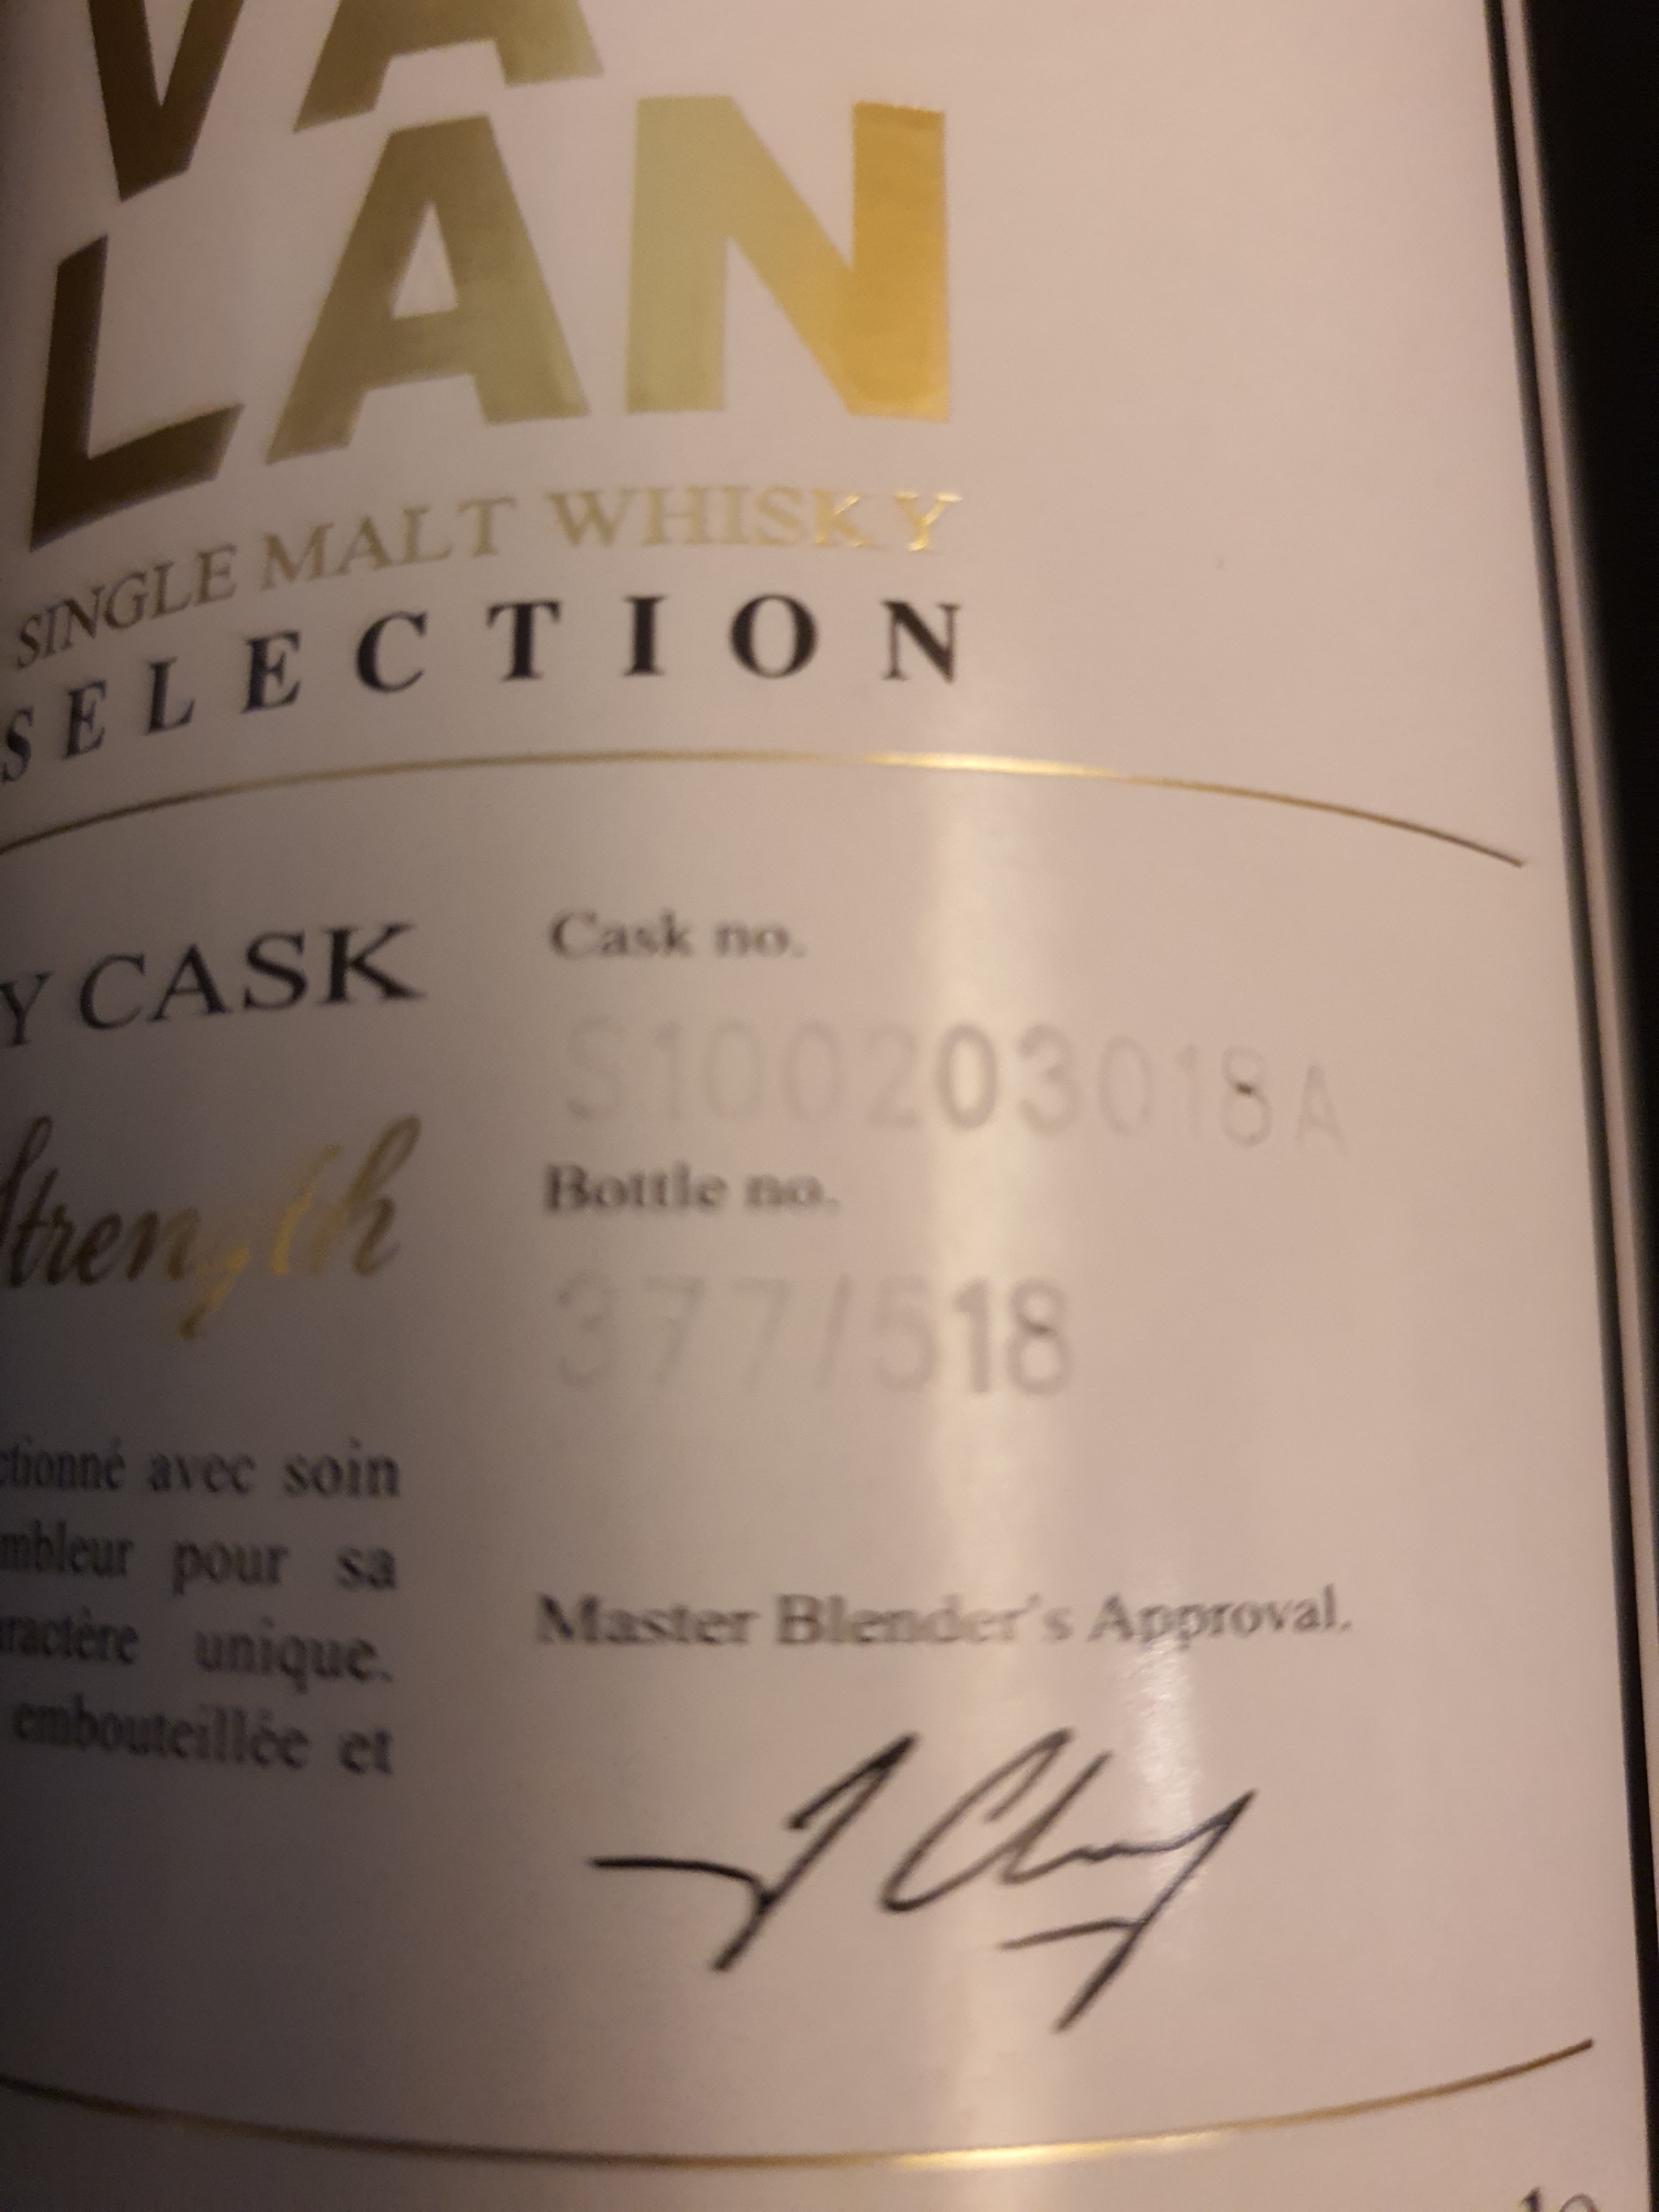 VA
LAN
SINGLE MALT WHISKY
SELECTION
Y CASK
Strength
Cask no.
S100203018A
Bottle no.
377/518
ctionné avec soin
mbleur pour sa
ractère unique.
embouteillée et
Master Blender's Approval.